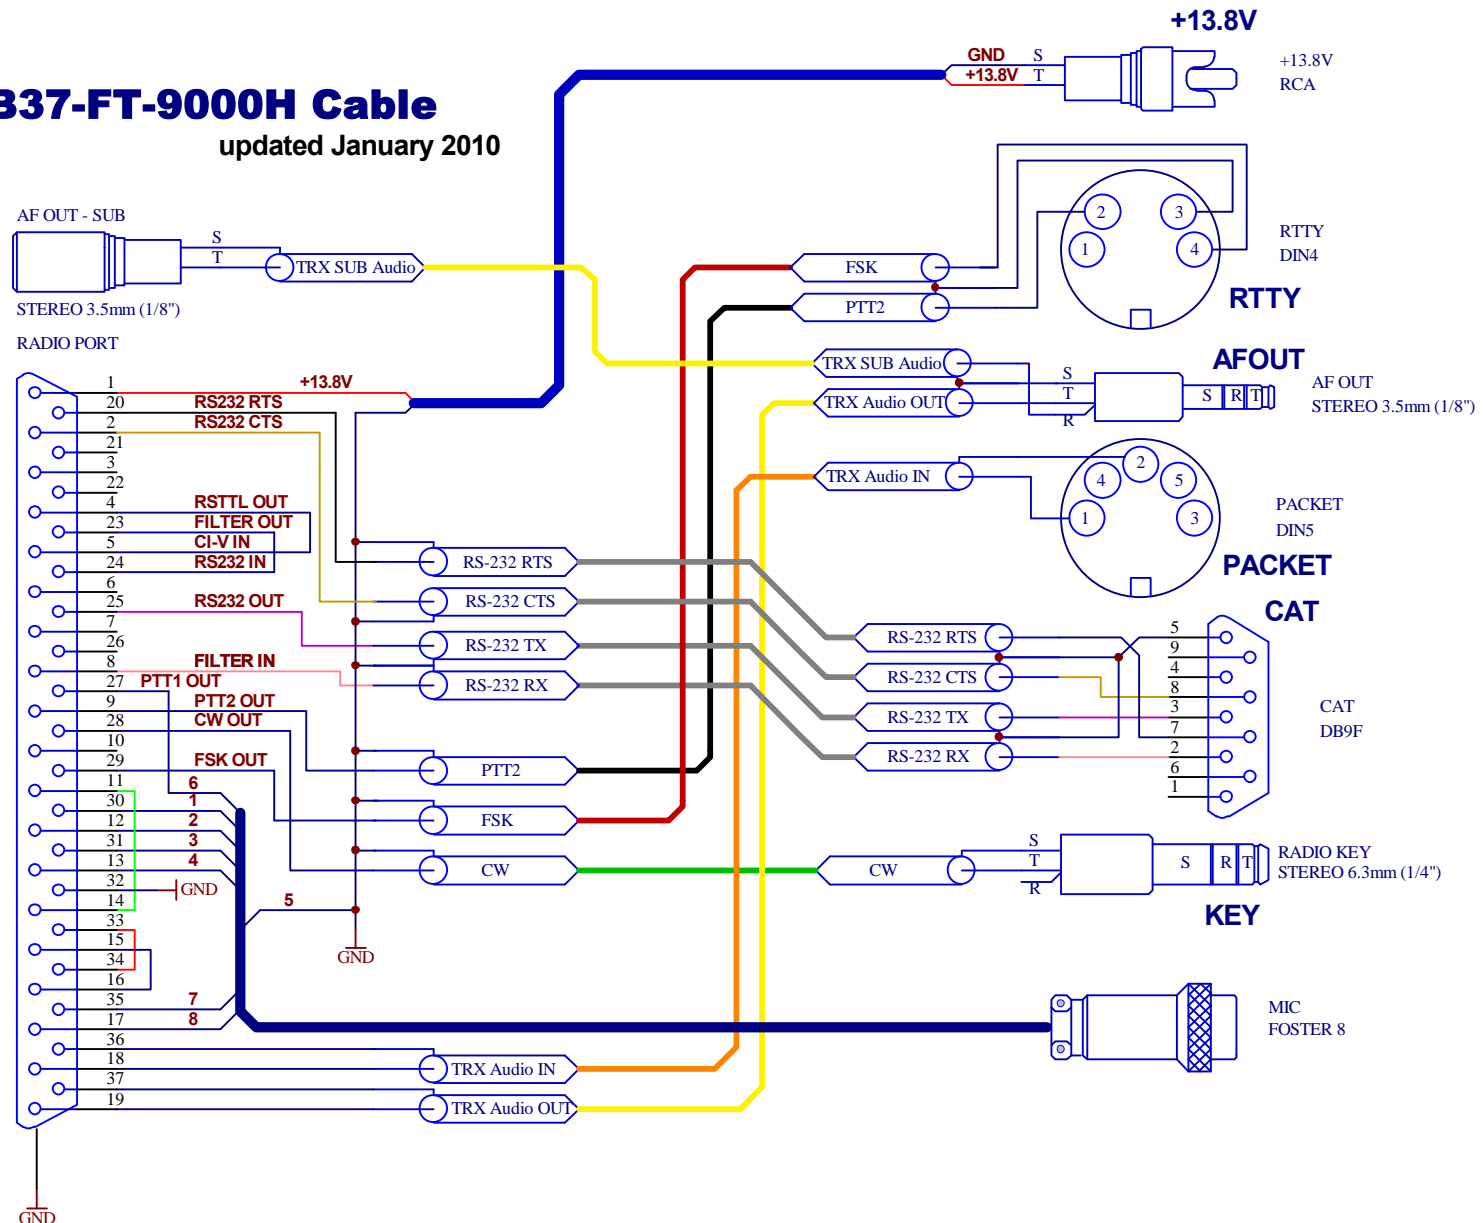 +13.8V
GND S
+13.8V T
+13.8V
RCA
B37-FT-9000H Cable
updated January 2010
AF OUT - SUB
S
T
TRX SUB Audio
STEREO 3.5mm (1/8")
FSK
PTT2
2
3
1
4
RTTY
DIN4
RTTY
RADIO PORT
TRX SUB Audio
TRX Audio OUT
S
T
R
S R T
AFOUT
AF OUT
STEREO 3.5mm (1/8")
TRX Audio IN
2
4
5
1
3
PACKET
DIN5
PACKET
1 +13.8V
20 RS232 RTS
2 RS232 CTS
21
3
22
4 RSTTL OUT
23 FILTER OUT
5 CI-V IN
24 RS232 IN
6
25 RS232 OUT
7
26
8 FILTER IN
27 PTT1 OUT
9 PTT2 OUT
28 CW OUT
10
29 FSK OUT
11 6
30 1
12 2
31 3
13 4
32 GND
14 5
33
15
34
16
35 7
17 8
36
18
37
19
GND
GND
RS-232 RTS
RS-232 CTS
RS-232 TX
RS-232 RX
PTT2
FSK
CW
TRX Audio IN
TRX Audio OUT
CAT
RS-232 RTS
RS-232 CTS
RS-232 TX
RS-232 RX
5
9
4
8
3
7
2
6
1
CAT
DB9F
CW
S
T
R
S R T
RADIO KEY
STEREO 6.3mm (1/4")
KEY
MIC
FOSTER 8